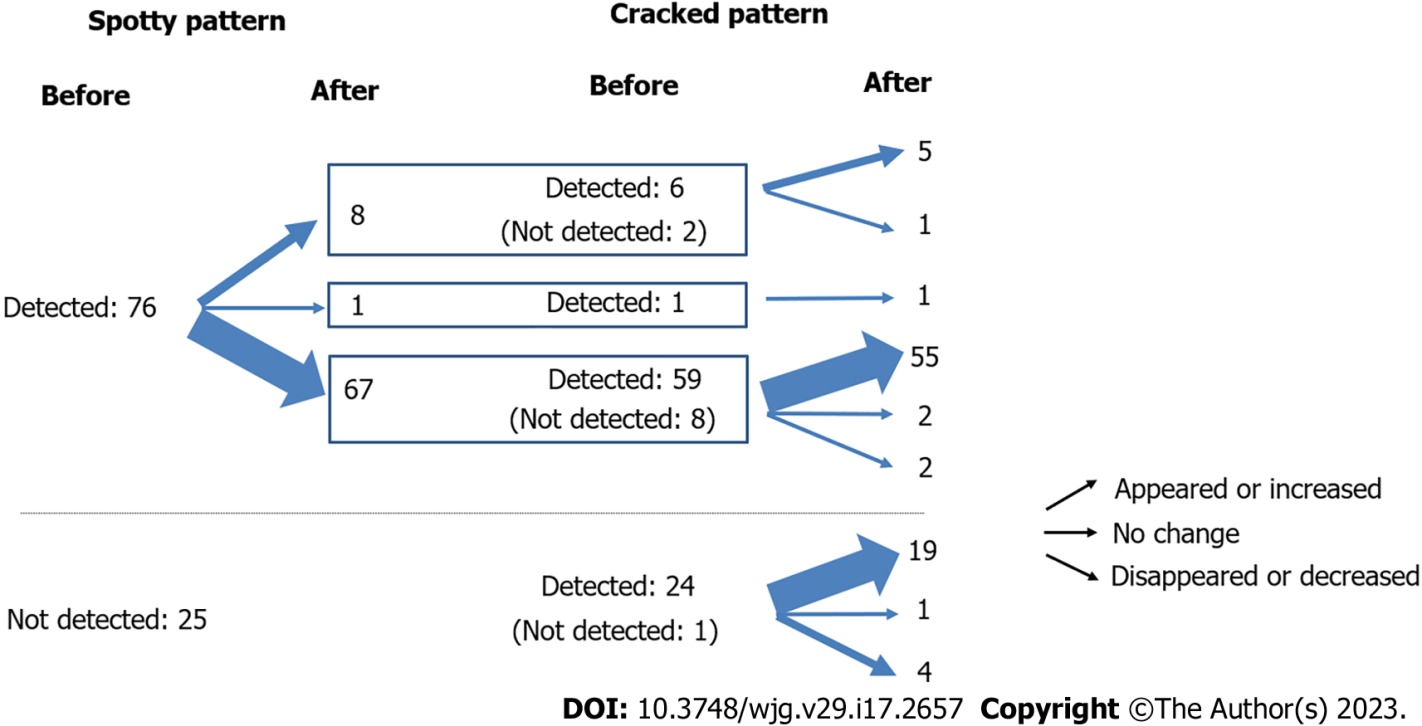 Spotty pattern
Cracked pattern
Before
After
Before
After
5
Detected: 6
8
(Not detected: 2)
1
Detected: 76
1
Detected: 1
1
55
67
Detected: 59
(Not detected: 8)
2
2
Appeared or increased
No change
Disappeared or decreased
19
Not detected: 25
Detected: 24
(Not detected: 1)
1
4
DOI: 10.3748/wjg.v29.i17.2657 Copyright ©The Author(s) 2023.